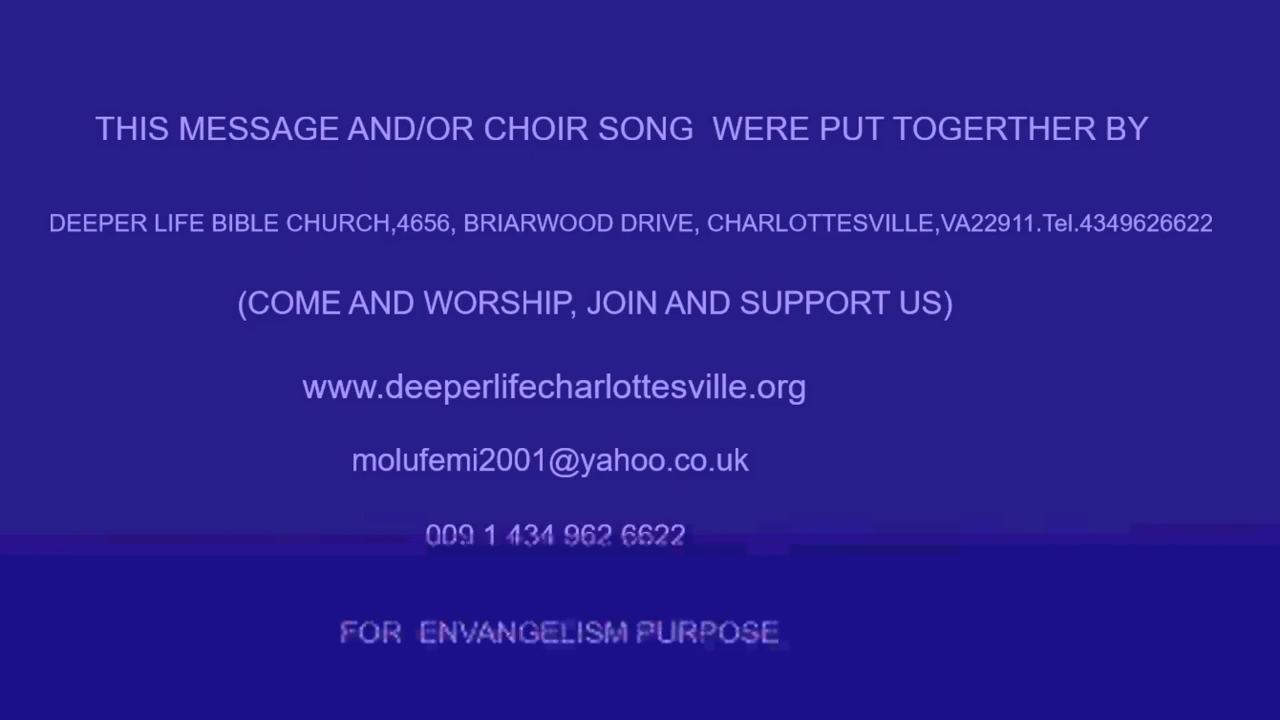 THIS MESSAGE AND/OR CHOIR SONG  WERE PUT TOGERTHER BY
DEEPER LIFE BIBLE CHURCH,4656, BRIARWOOD DRIVE, CHARLOTTESVILLE,VA22911.Tel.4349626622
(COME AND WORSHIP, JOIN AND SUPPORT US)
www.deeperlifecharlottesville.org
molufemi2001@yahoo.co.uk
009 1 434 962 6622
FOR  ENVANGELISM PURPOSE